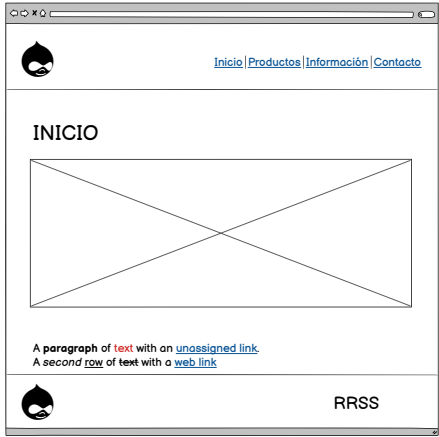 Inicio|Productos|Información|Contacto
INICIO
A paragraph of text with an unassigned link.
A second row of text with a web link
RRSS